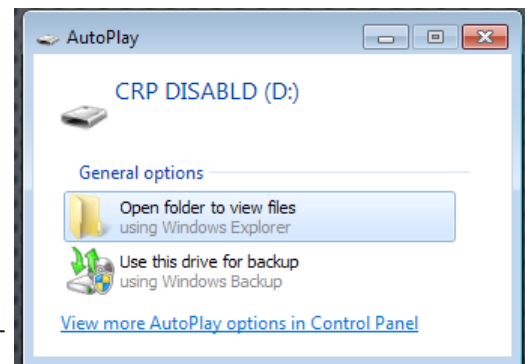 AutoPlay
CRP DISABLD (D:)
General options
Open folder to view files
using Windows Explorer
Use this drive for backup
using Windows Backup
View more AutoPlay options in Control Panel